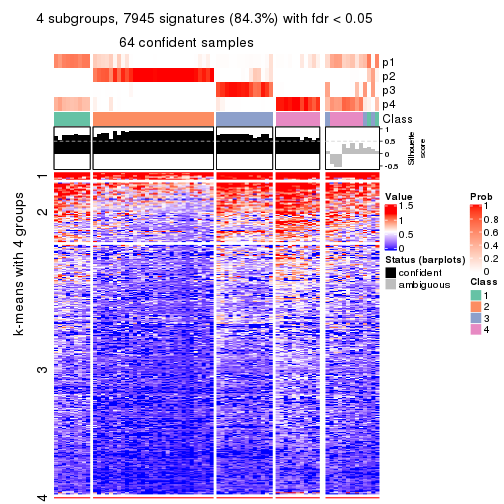 4 subgroups, 7945 signatures (84.3%) with fdr < 0.05
64 confident samples
p1
p2
p3
p4
Class
1
0.5
0
-0.5
Silhouette
score
k-means with 4 groups
1
2
3
4
Value
1.5
1
0.5
0
Status (barplots)
confident
ambiguous
Prob
1
0.8
0.6
0.4
0.2
0
Class
1
2
3
4